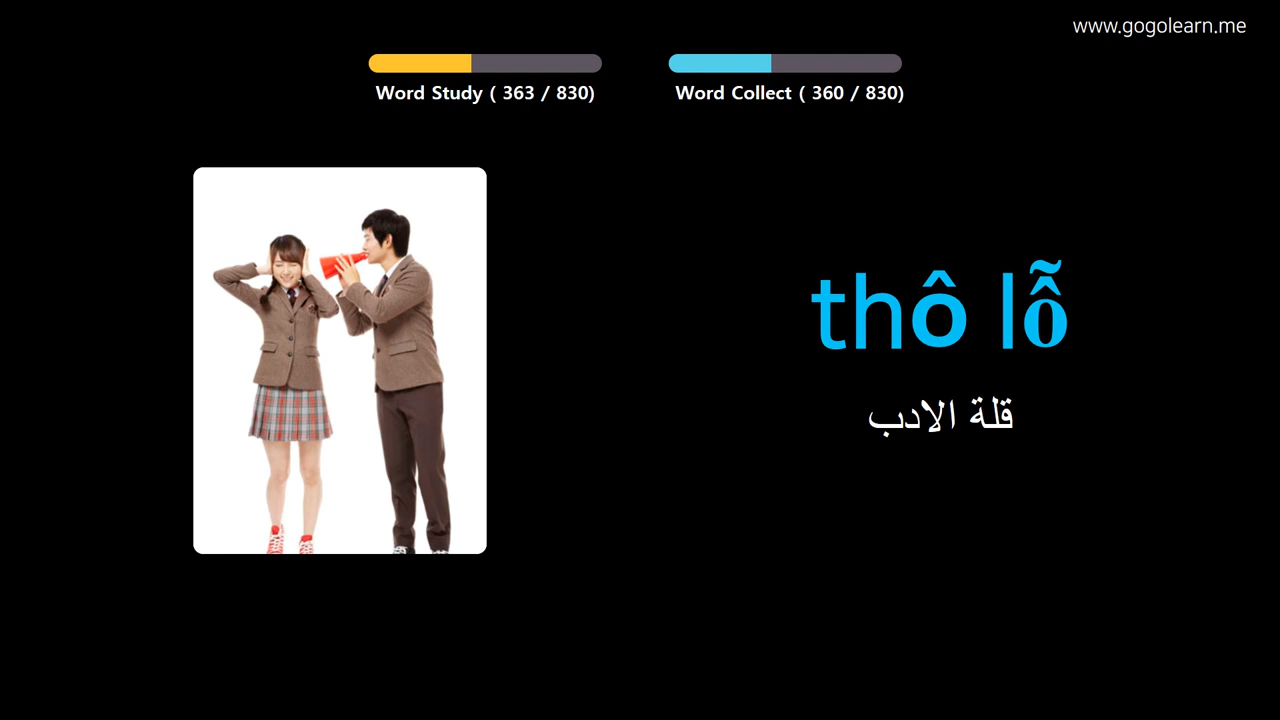 www.gogolearn.me
Word Study ( 363 / 830)
Word Collect ( 360 / 830)
thô lỗ
قلة الادب